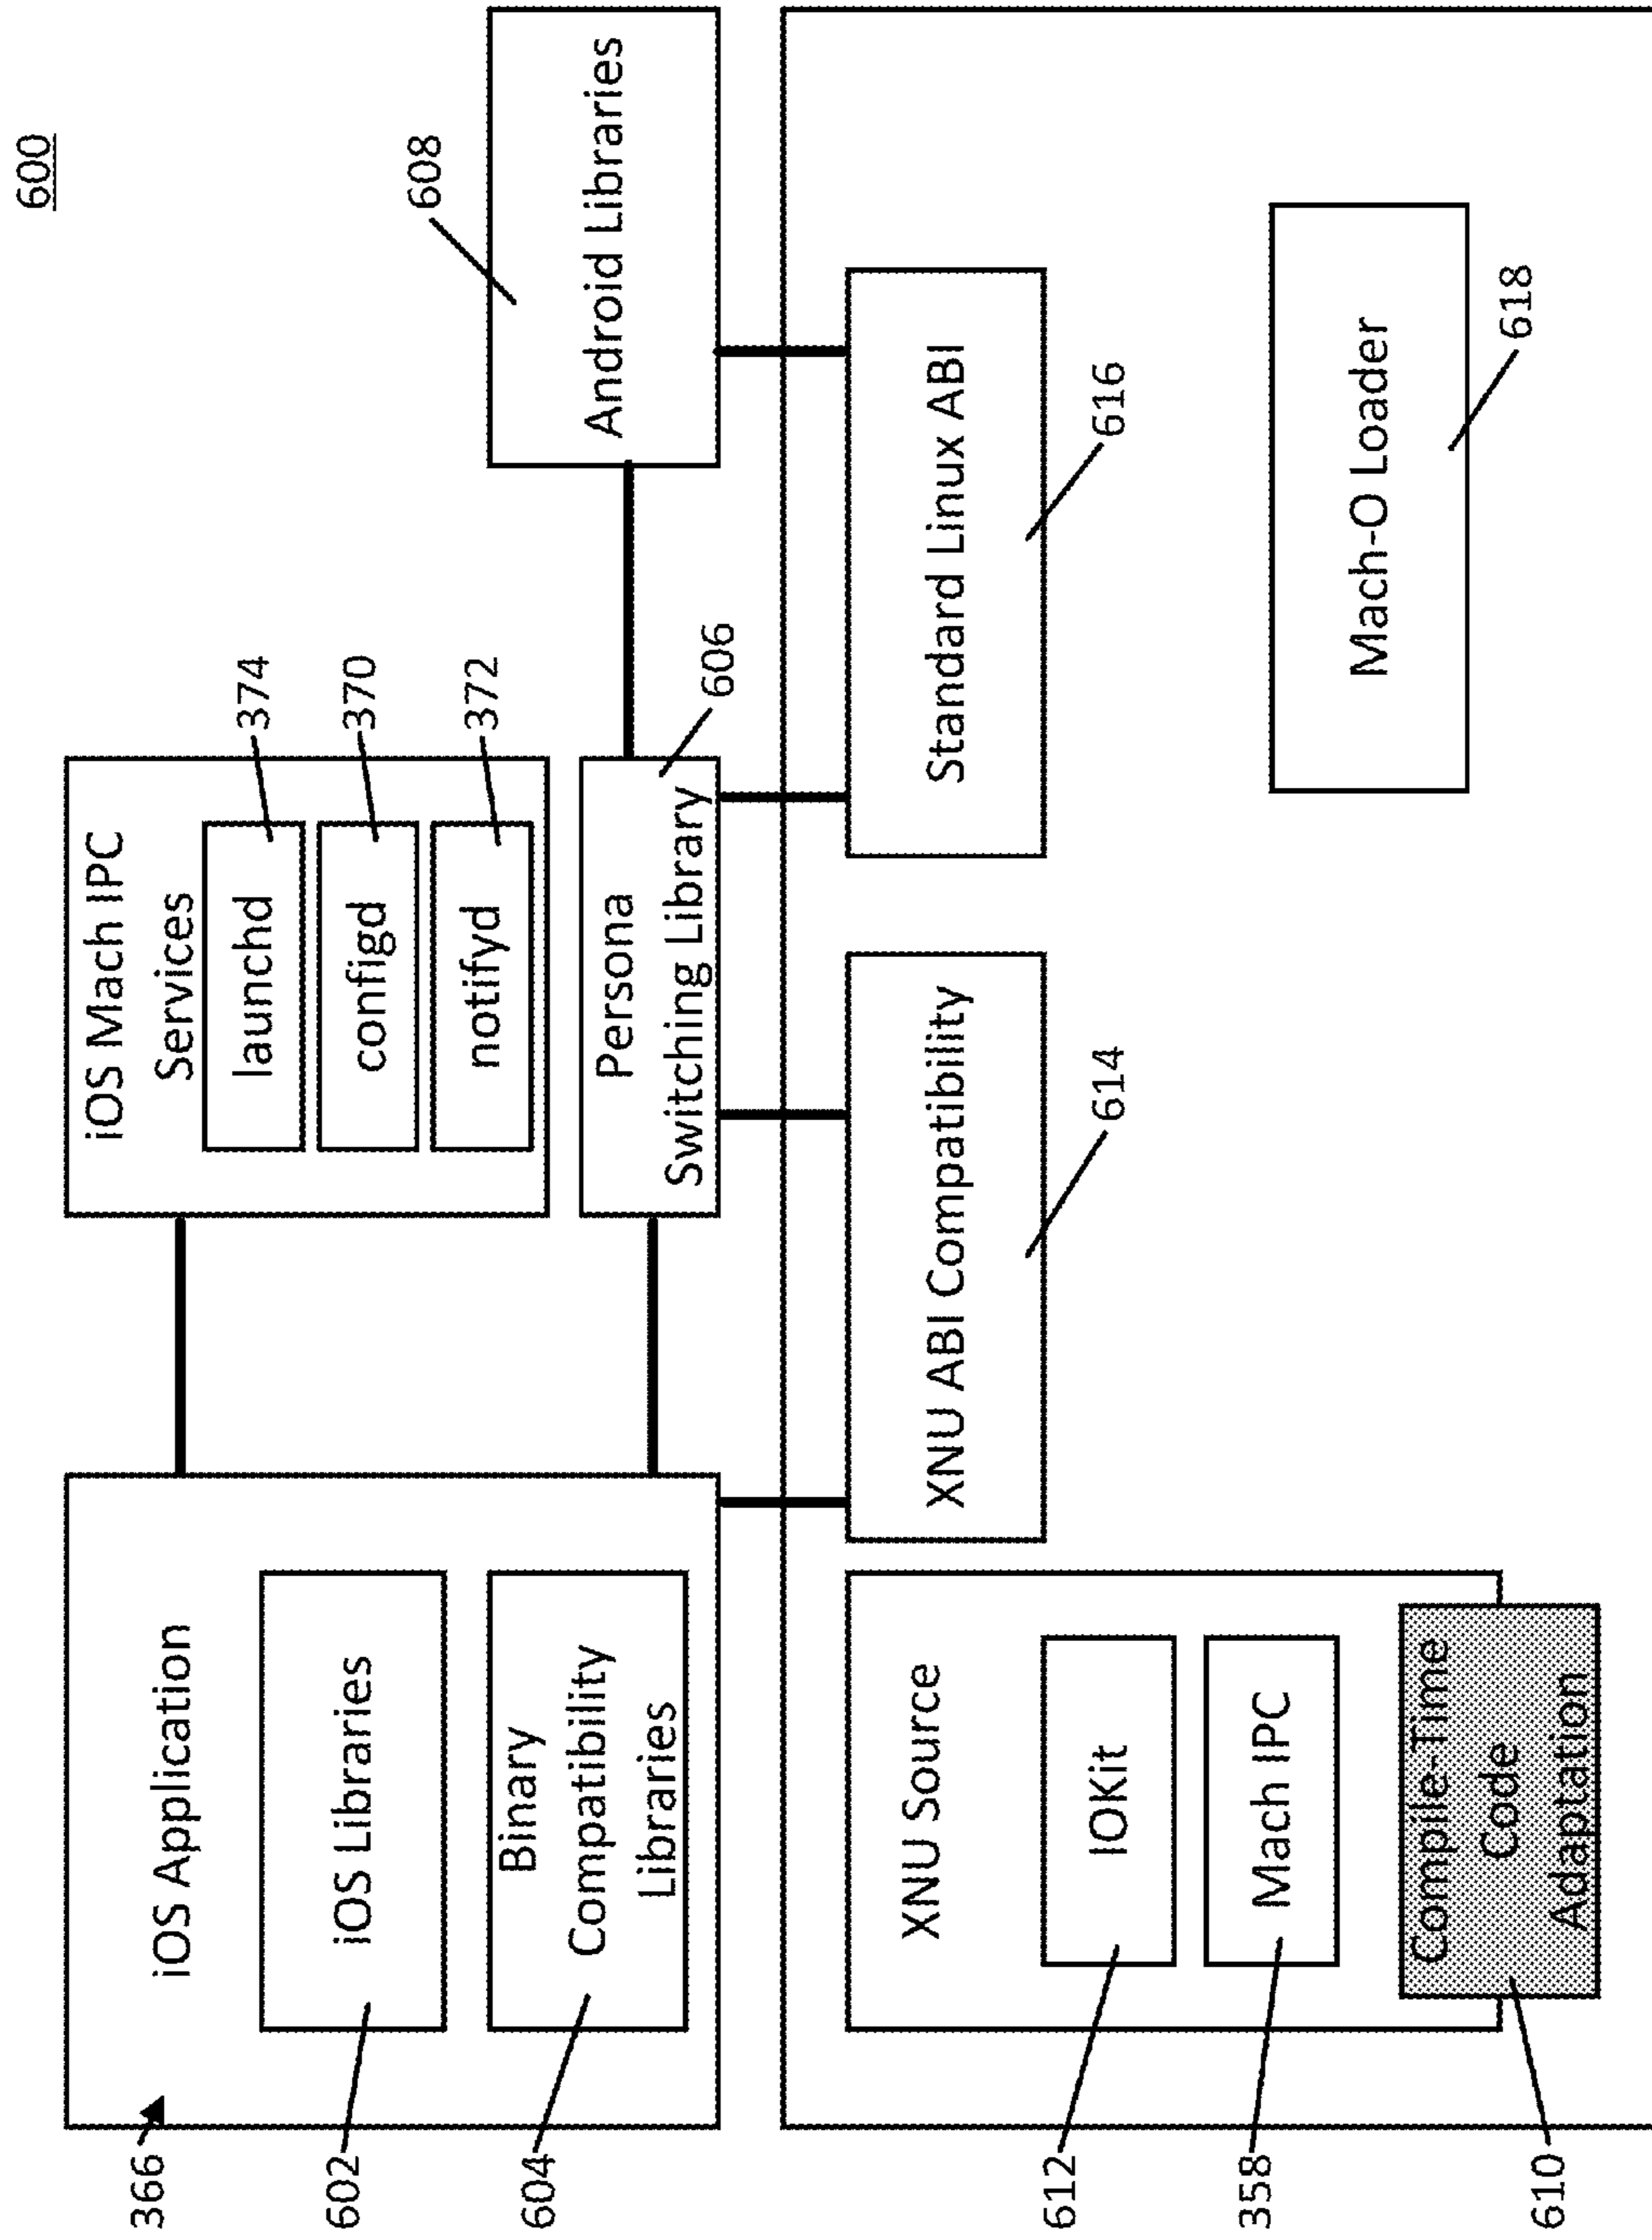 600
366
iOS Application
602
iOS Libraries
604
Binary
Compatibility
Libraries
iOS Mach IPC
Services
launchd
374
configd
370
notifyd
372
Persona
Switching Library
606
608
Android Libraries
XNU Source
612
IOKit
358
Mach IPC
610
Compile-Time
Code
Adaptation
XNU ABI Compatibility
614
Standard Linux ABI
616
Mach-O Loader
618